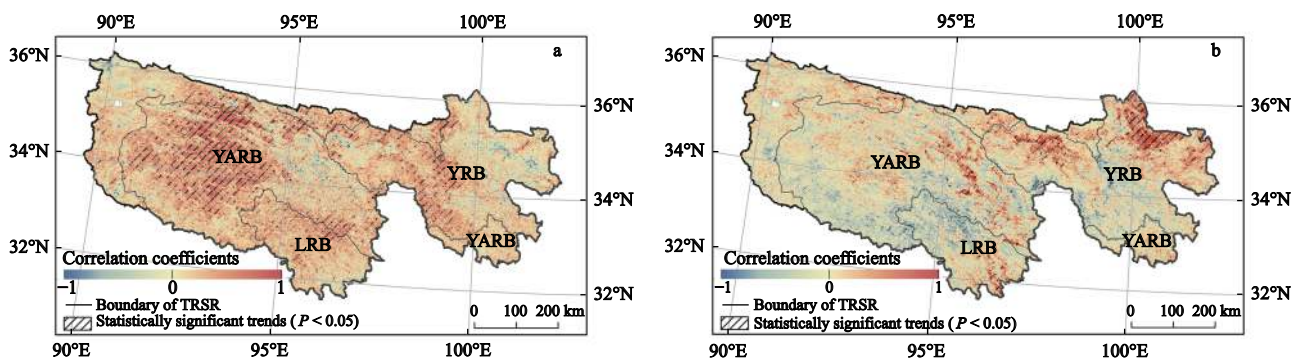 90°E 95°E 100°E
a
36°N
36°N
YARB
34°N
YRB
34°N
LRB
YARB
32°N
Correlation coefficients
−1 0 1
Boundary of TRSR
32°N
Statistically significant trends (P < 0.05)
0 100 200 km
90°E 95°E 100°E
90°E 95°E 100°E
b
36°N
36°N
YARB
34°N
YRB
34°N
YARB
LRB
32°N
Correlation coefficients
−1 0 1
Boundary of TRSR
32°N
Statistically significant trends (P < 0.05)
0 100 200 km
90°E 95°E 100°E